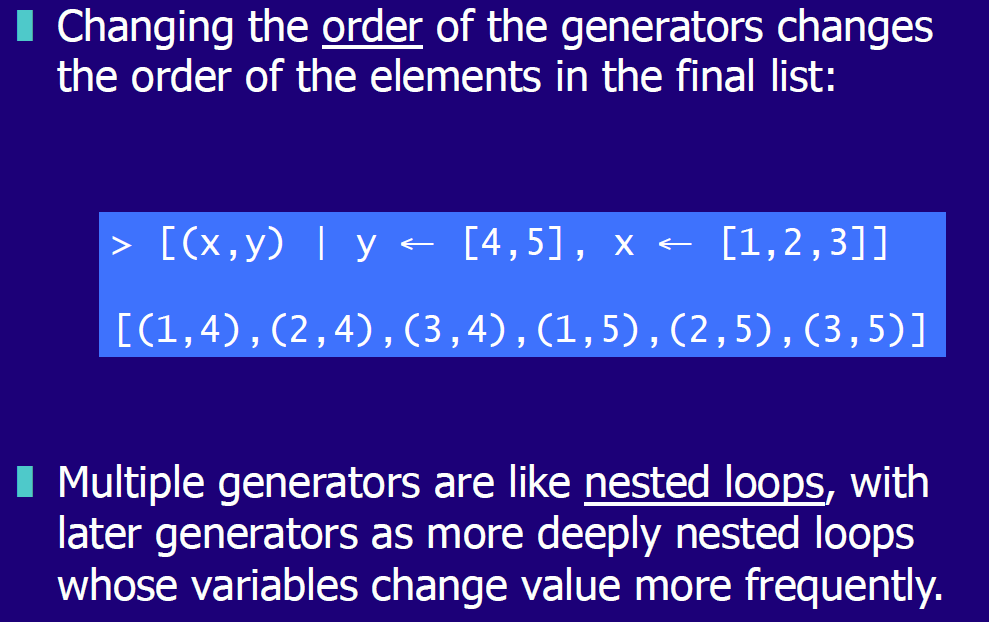 Changing the order of the generators changes
the order of the elements in the final list:
> [(x,y) | y ← [4,5], x ← [1,2,3]]
[(1,4),(2,4),(3,4),(1,5),(2,5),(3,5)]
Multiple generators are like nested loops, with
later generators as more deeply nested loops
whose variables change value more frequently.